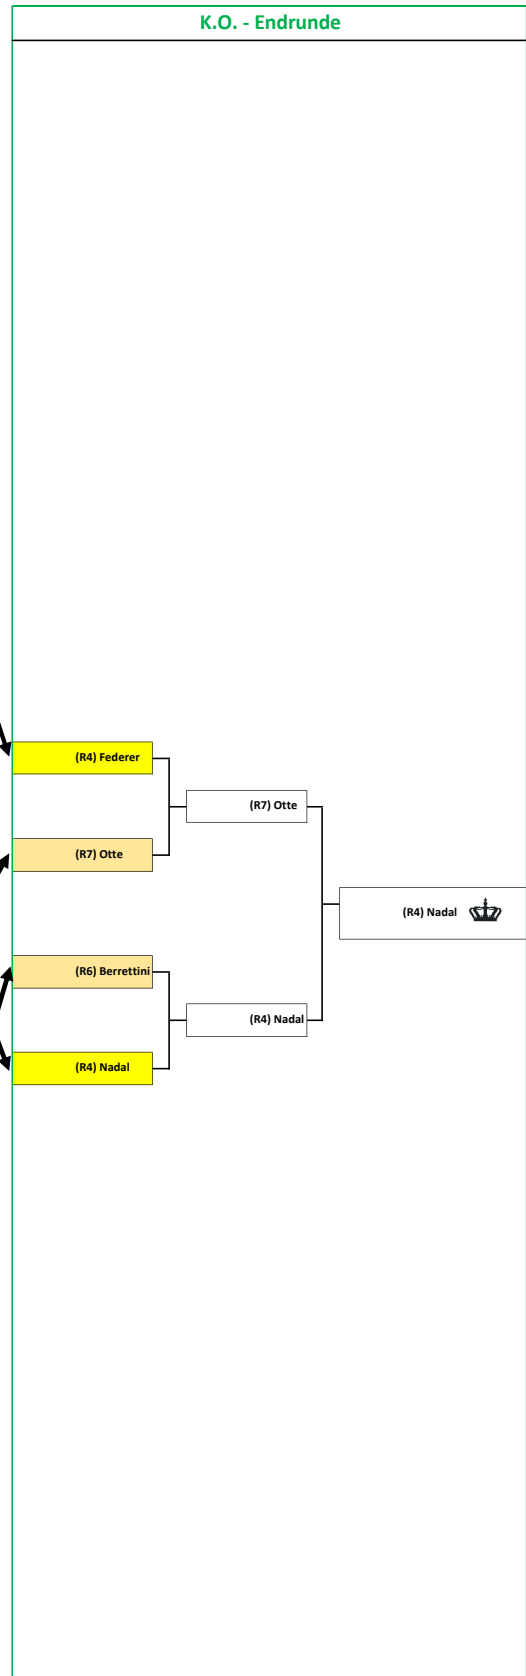 K.O. - Endrunde
(R4) Federer
(R7) Otte
(R7) Otte
(R4) Nadal
(R6) Berrettini
(R4) Nadal
(R4) Nadal